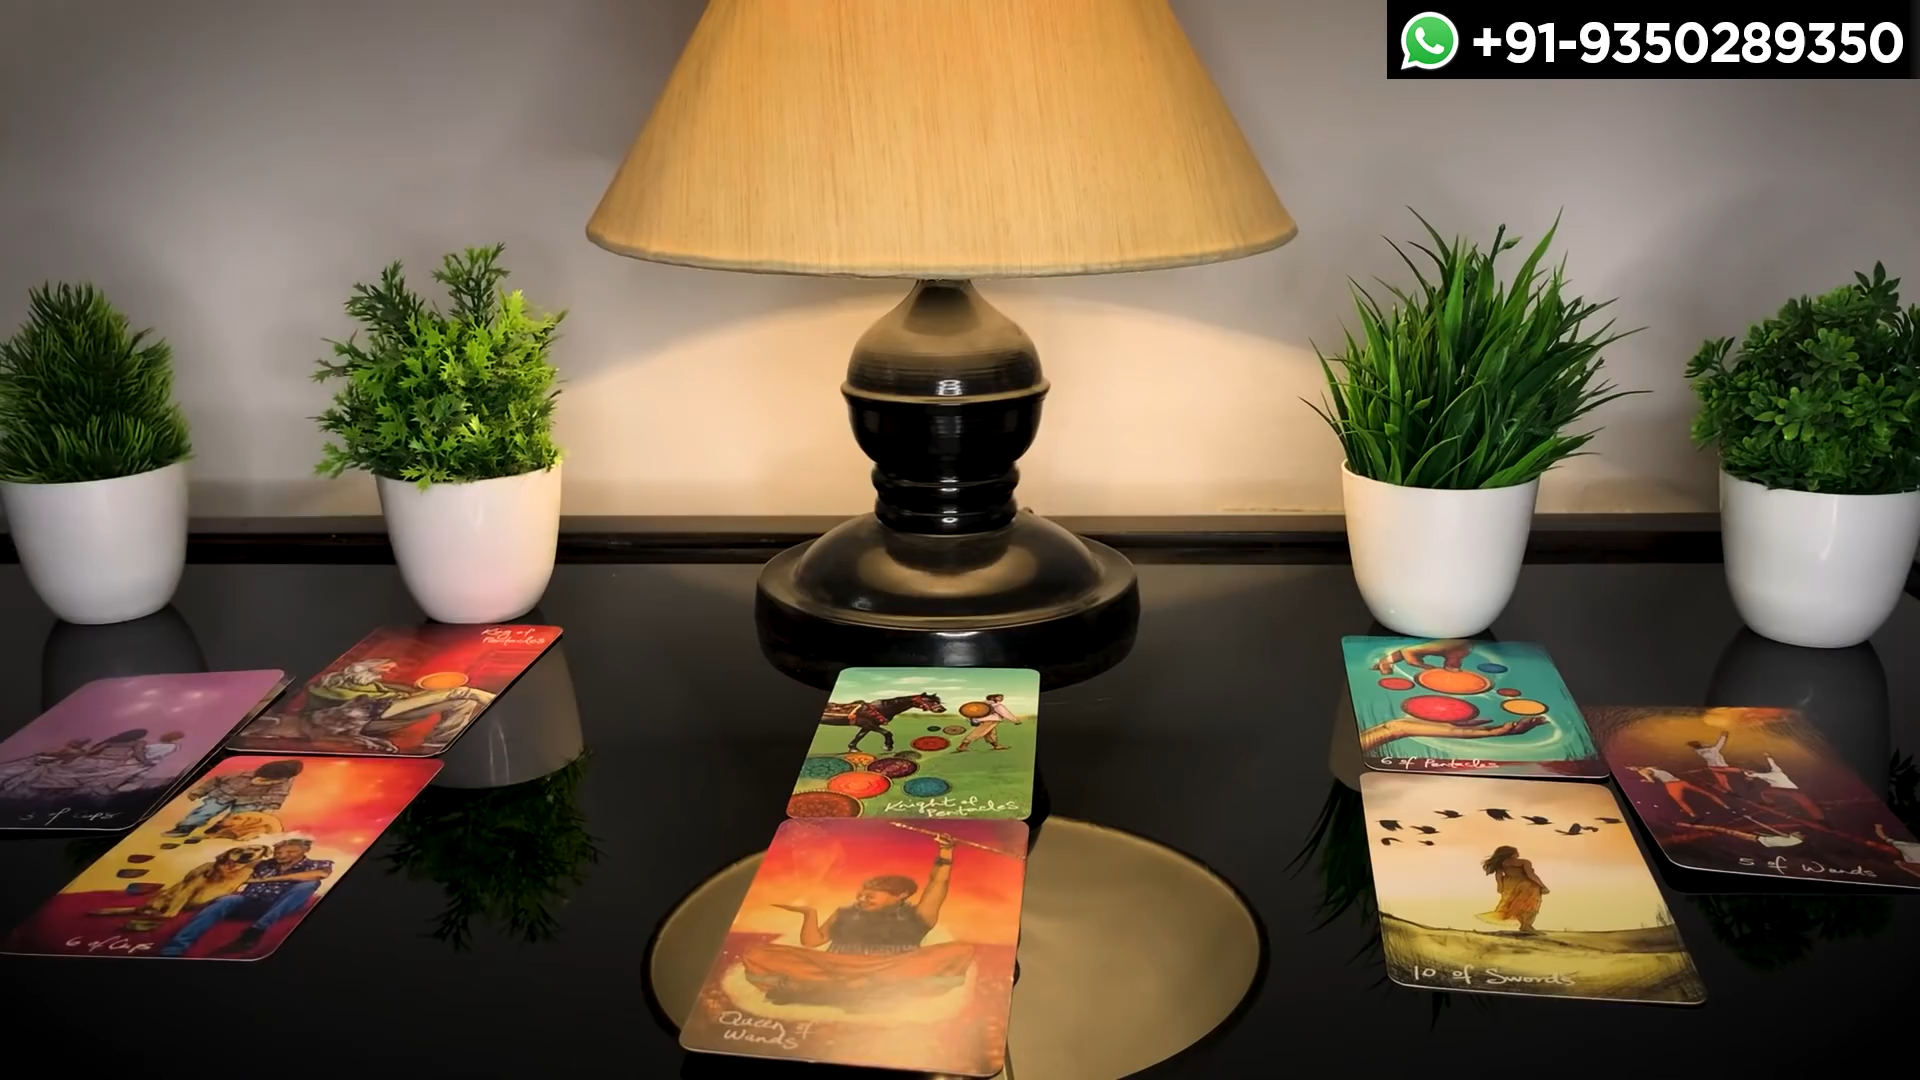 +91-9350289350
King of
Pentacles
3 of Cups
6 of Cups
Knight of
Pentacles
Queen of
Wands
6 of Pentacles
5 of Wands
10 of Swords